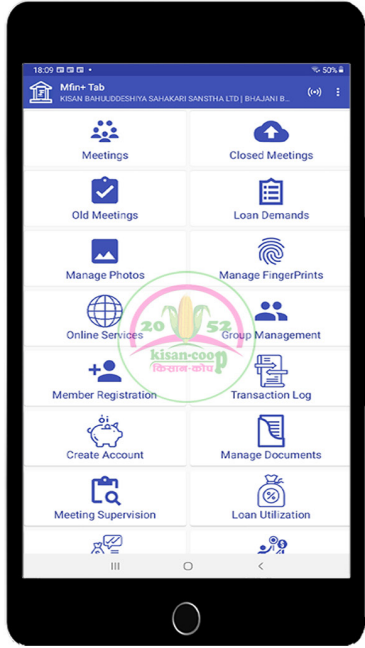 18:09
50%
Mfin+ Tab
KISAN BAHUUDDESHIYA SAHAKARI SANSTHA LTD | BHAJANI B...
Meetings
Closed Meetings
Old Meetings
Loan Demands
Manage Photos
Manage FingerPrints
Online Services
Group Management
20 52
kisan-coop
किसान-कोप
Member Registration
Transaction Log
Create Account
Manage Documents
Meeting Supervision
Loan Utilization